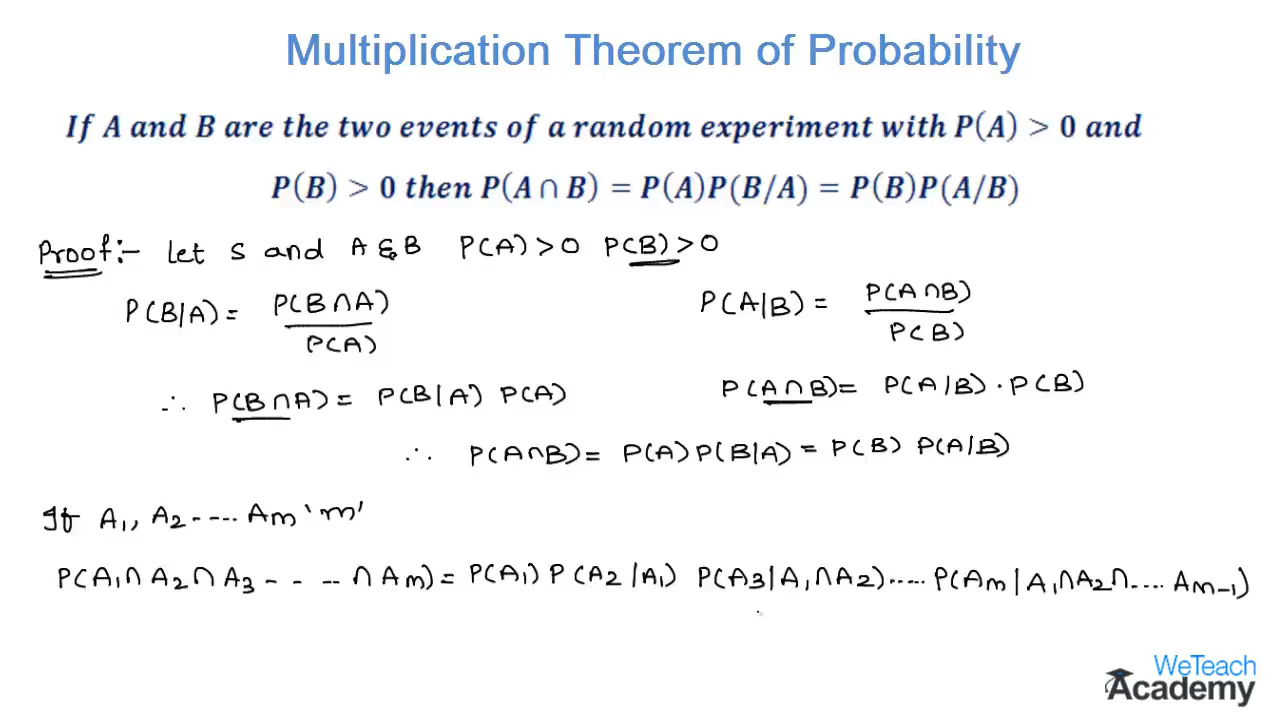 Multiplication Theorem of Probability
If A and B are the two events of a random experiment with P(A) > 0 and
P(B) > 0 then P(A ∩ B) = P(A)P(B/A) = P(B)P(A/B)
Proof:- Let S and A & B P(A) > 0 P(B) > 0
P(B|A) = P(B∩A) / P(A) P(A|B) = P(A∩B) / P(B)
∴ P(B∩A) = P(B|A) P(A) P(A∩B) = P(A|B) · P(B)
∴ P(A∩B) = P(A) P(B|A) = P(B) P(A|B)
If A₁, A₂ ----- Am 'm'
P(A₁ ∩ A₂ ∩ A₃ - - -- ∩ Am) = P(A₁) P(A₂|A₁) P(A₃|A₁∩A₂) ..... P(Am|A₁∩A₂∩.... Am-1)
WeTeach
Academy